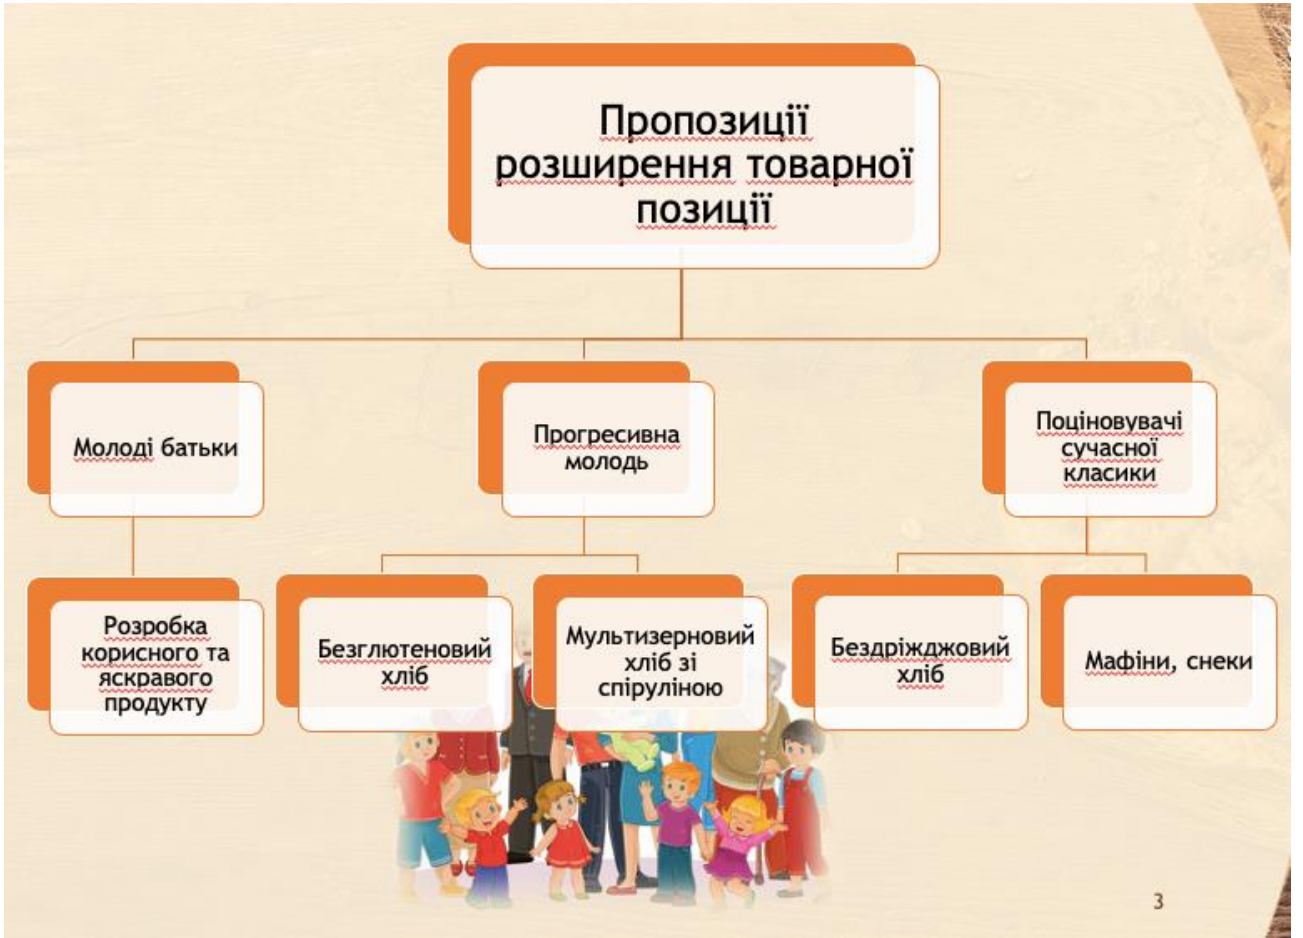 Пропозиції
розширення товарної
позиції
Молоді батьки
Прогресивна
молодь
Поціновувачі
сучасної
класики
Розробка
корисного та
яскравого
продукту
Безглютеновий
хліб
Мультизерновий
хліб зі
спіруліною
Бездріжджовий
хліб
Мафіни, снеки
3